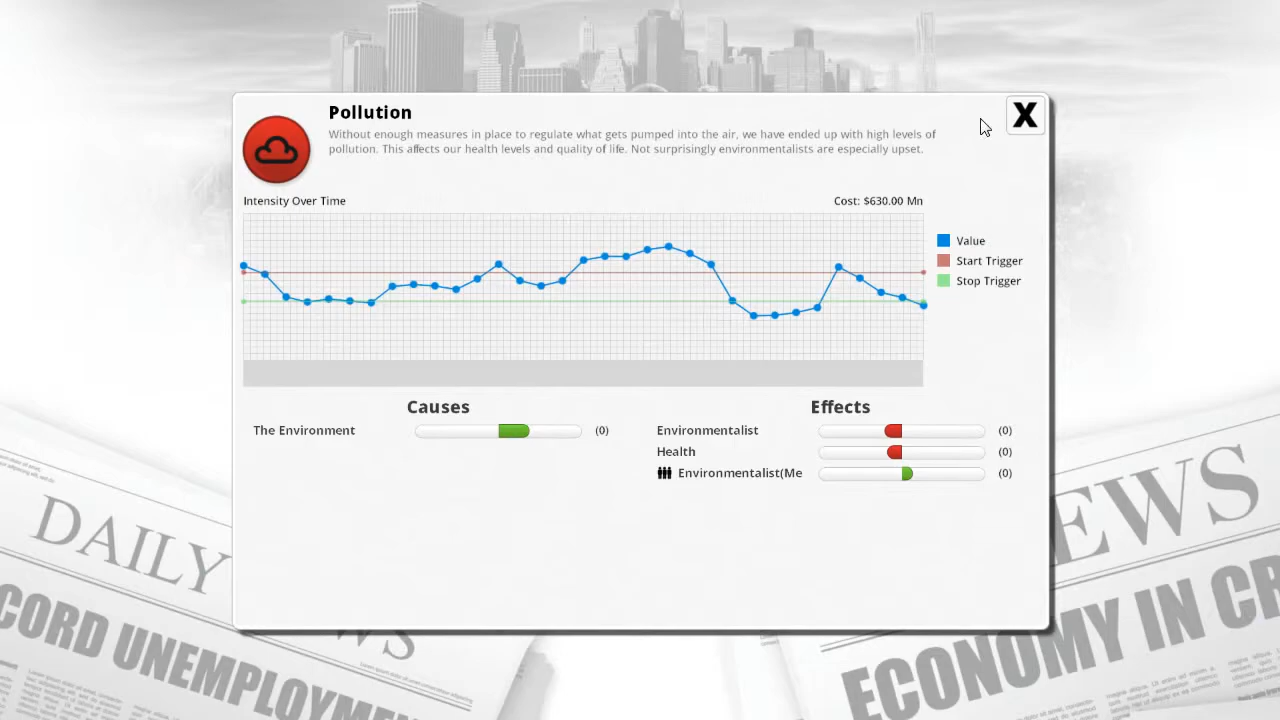 Pollution
X
Without enough measures in place to regulate what gets pumped into the air, we have ended up with high levels of
pollution. This affects our health levels and quality of life. Not surprisingly environmentalists are especially upset.
Intensity Over Time
Cost: $630.00 Mn
Value
Start Trigger
Stop Trigger
Causes
Effects
The Environment (0)
Environmentalist (0)
Health (0)
Environmentalist(Me (0)
DAILY
WS
EWS
CORD UNEMPLOYME
ECONOMY IN CR